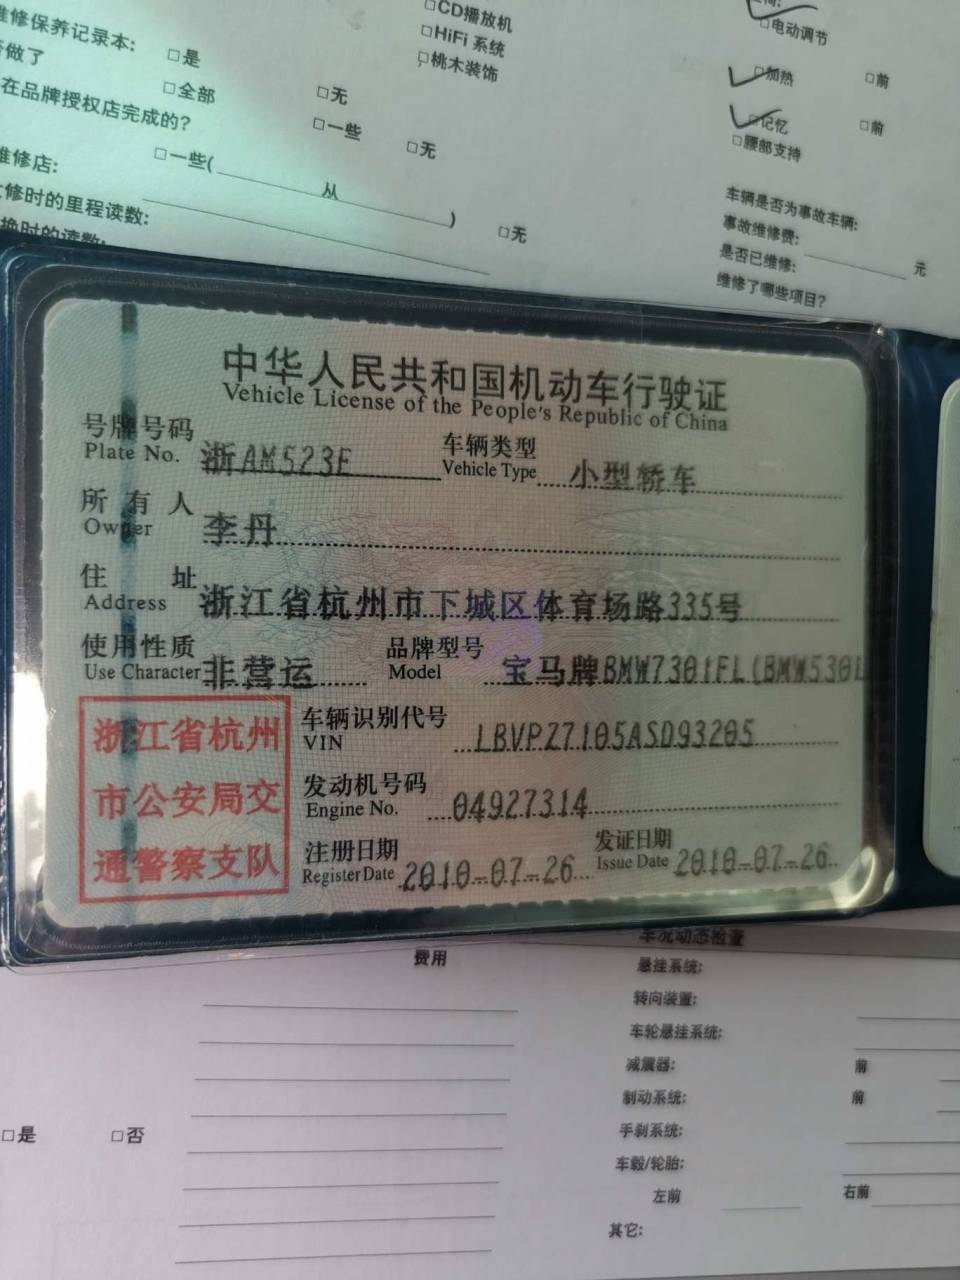 维修保养记录本: □是
做了 □全部 □无
在品牌授权店完成的? □一些 □无
维修店: □一些( 从 )
修时的里程读数: □无
换时的读数:
□CD播放机
□HiFi 系统
□桃木装饰
□电动调节
□加热 □前
□记忆 □前
□腰部支持
车辆是否为事故车辆:
事故维修费: 元
是否已维修:
维修了哪些项目?
中华人民共和国机动车行驶证
Vehicle License of the People's Republic of China
号牌号码 浙AM523E 车辆类型 小型轿车
Plate No. Vehicle Type
所有人 李丹
Owner
住址 浙江省杭州市下城区体育场路335号
Address
使用性质 非营运 品牌型号 宝马牌BMW7301FL(BMW530L
Use Character Model
浙江省杭州
市公安局交
通警察支队
车辆识别代号
VIN LBVPZ7105ASD93205
发动机号码
Engine No. 04927314
注册日期 发证日期
Register Date 2010-07-26 Issue Date 2010-07-26
费用
□是 □否
车况动态检查
悬挂系统:
转向装置:
车轮悬挂系统:
减震器: 前
制动系统: 前
手刹系统:
车毂/轮胎:
左前 右前
其它: